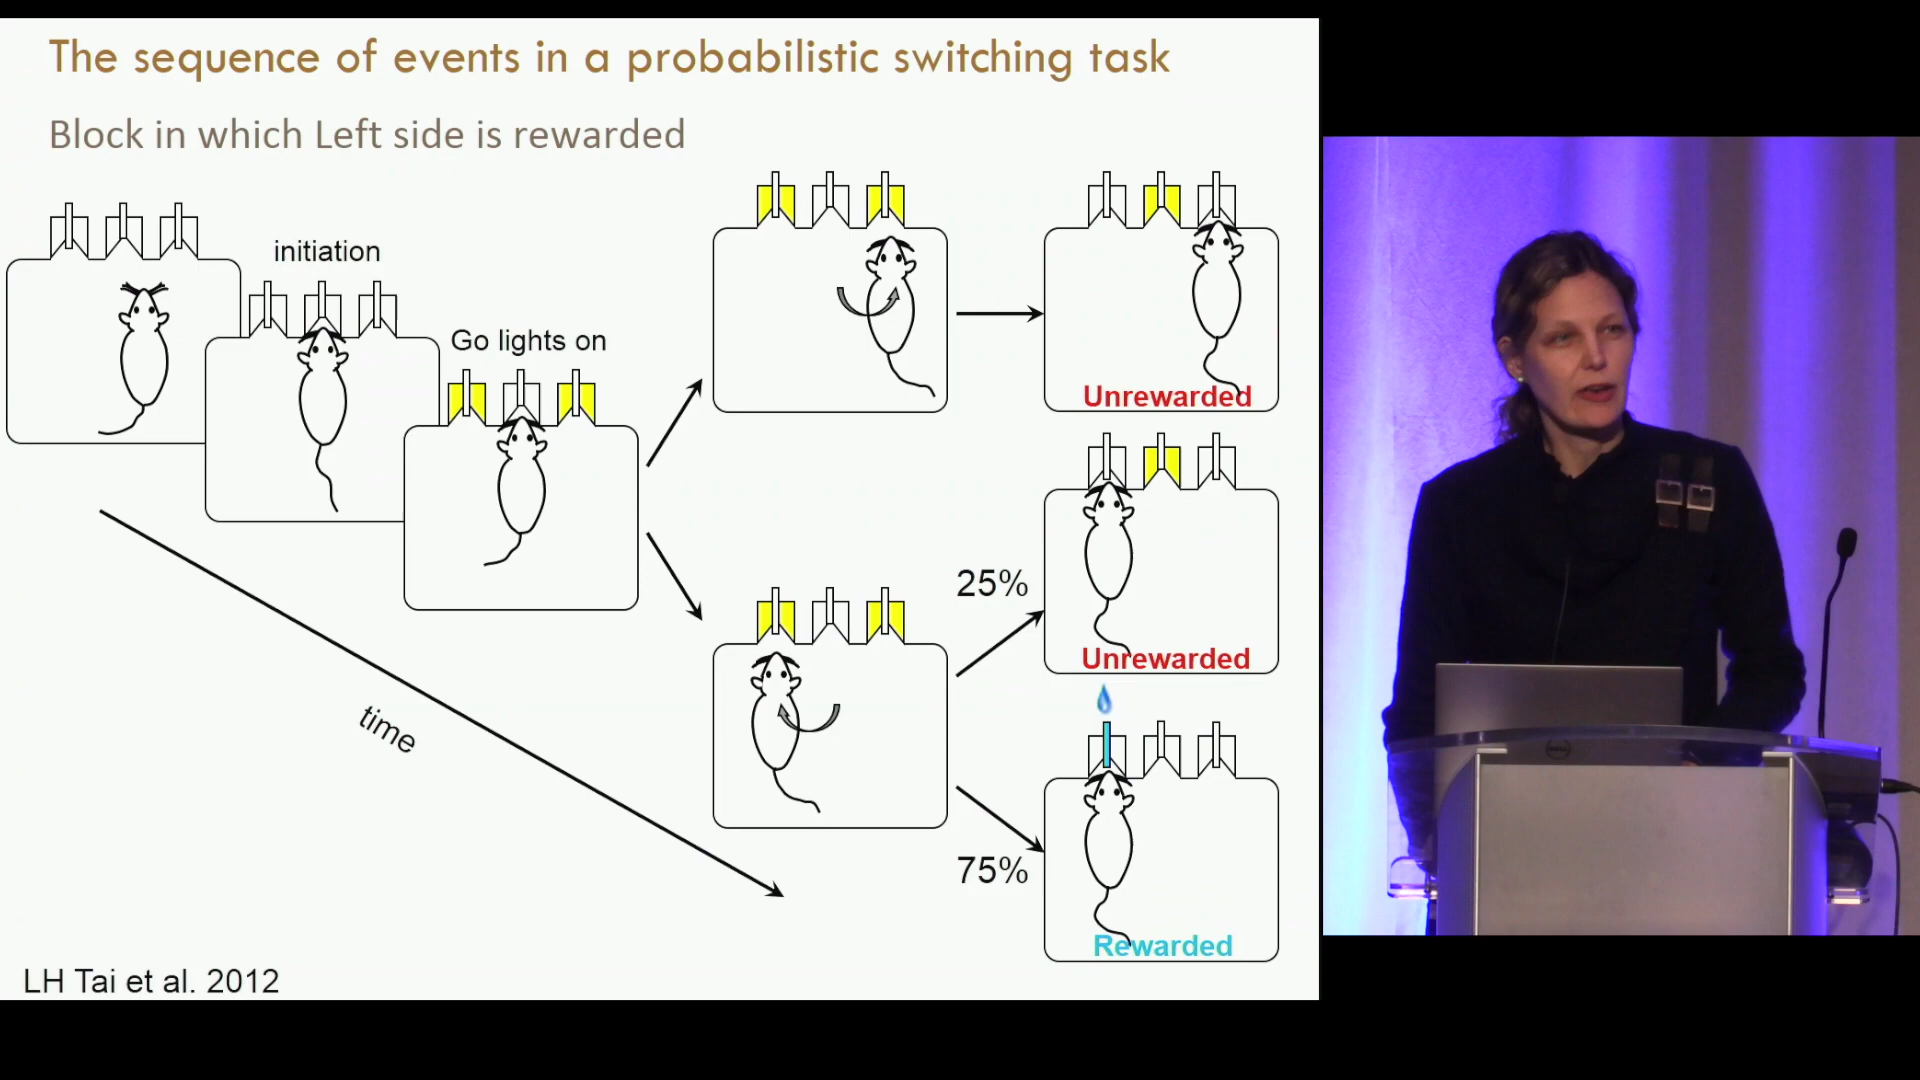 The sequence of events in a probabilistic switching task
Block in which Left side is rewarded
initiation
Go lights on
Unrewarded
25%
Unrewarded
time
75%
Rewarded
LH Tai et al. 2012
DELL